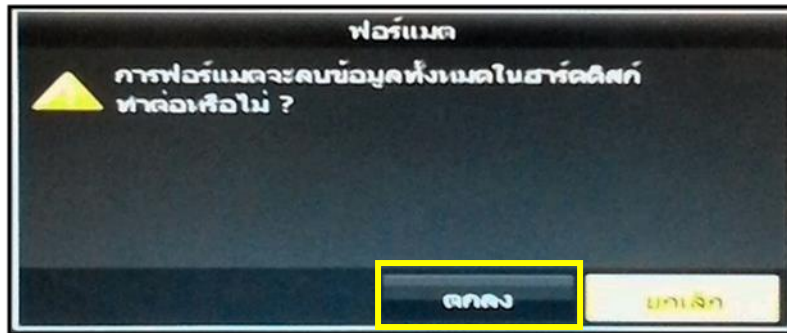 ฟอร์แมต
การฟอร์แมตจะลบข้อมูลทั้งหมดในฮาร์ดดิสก์
ทำต่อหรือไม่ ?
ตกลง
ยกเลิก